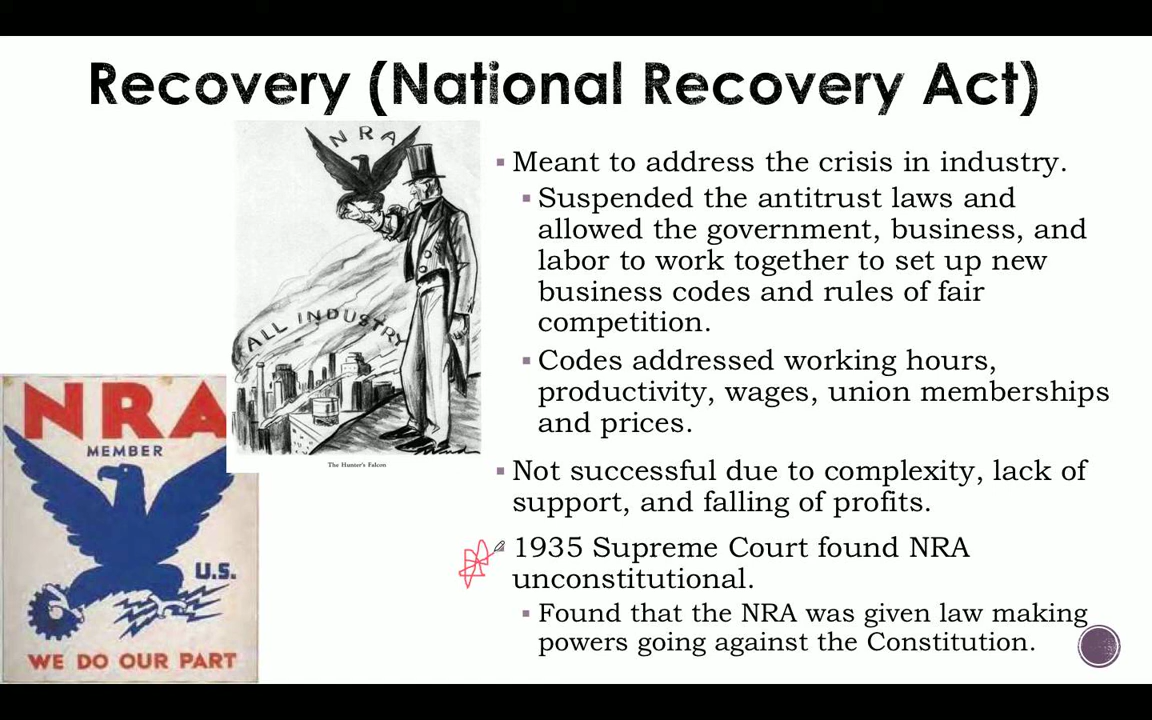 Recovery (National Recovery Act)
NRA
ALL INDUSTRY
The Hunter's Falcon
NRA
MEMBER
U.S.
WE DO OUR PART
▪ Meant to address the crisis in industry.
▪ Suspended the antitrust laws and
allowed the government, business, and
labor to work together to set up new
business codes and rules of fair
competition.
▪ Codes addressed working hours,
productivity, wages, union memberships
and prices.
▪ Not successful due to complexity, lack of
support, and falling of profits.
▪ 1935 Supreme Court found NRA
unconstitutional.
▪ Found that the NRA was given law making
powers going against the Constitution.